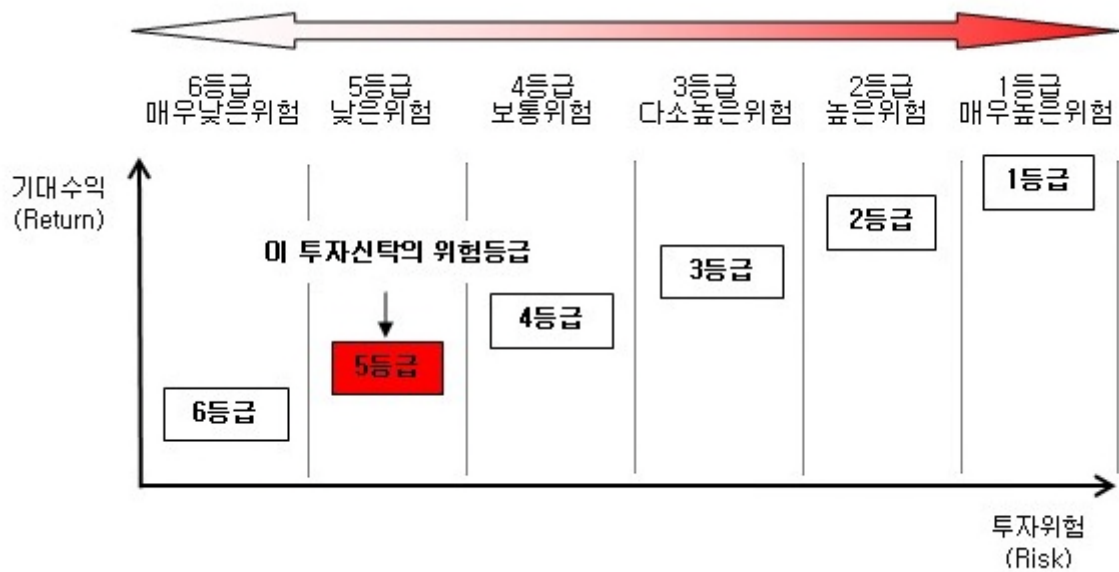 6등급
매우낮은위험
5등급
낮은위험
4등급
보통위험
3등급
다소높은위험
2등급
높은위험
1등급
매우높은위험
기대수익
(Return)
1등급
2등급
이 투자신탁의 위험등급
3등급
4등급
5등급
6등급
투자위험
(Risk)